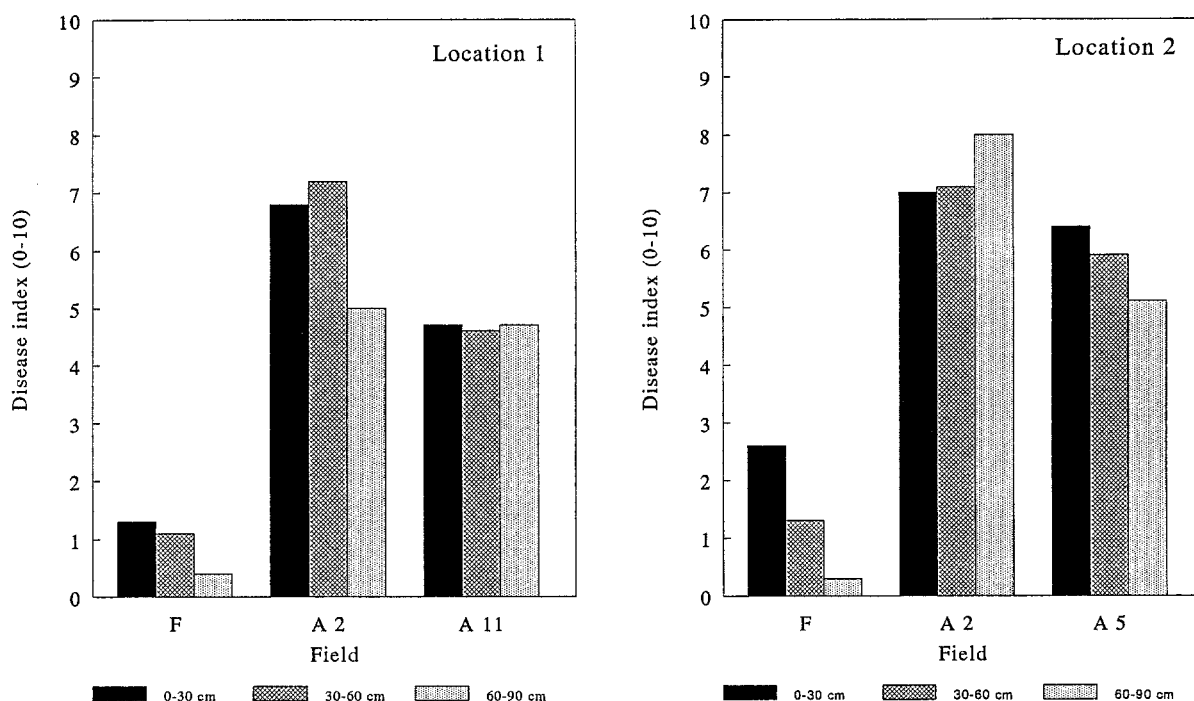 Location 1
Disease index (0-10)
10
9
8
7
6
5
4
3
2
1
0
F A 2 A 11
Field
0-30 cm 30-60 cm 60-90 cm
Location 2
Disease index (0-10)
10
9
8
7
6
5
4
3
2
1
0
F A 2 A 5
Field
0-30 cm 30-60 cm 60-90 cm